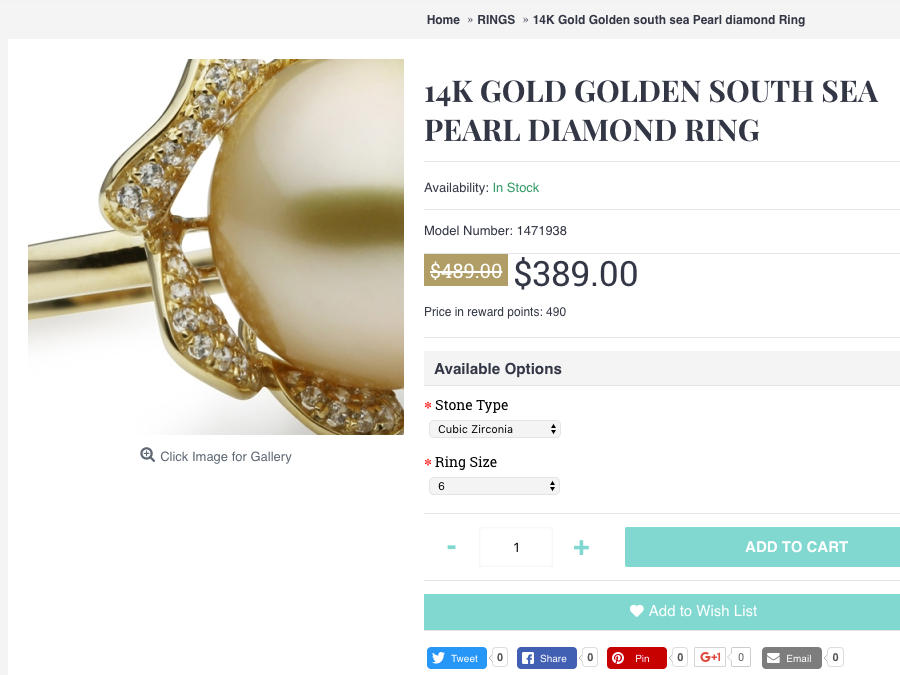 Home » RINGS » 14K Gold Golden south sea Pearl diamond Ring
14K GOLD GOLDEN SOUTH SEA
PEARL DIAMOND RING
Availability: In Stock
Model Number: 1471938
$489.00 $389.00
Price in reward points: 490
Available Options
* Stone Type
Cubic Zirconia
* Ring Size
6
Click Image for Gallery
- 1 + ADD TO CART
Add to Wish List
Tweet 0 Share 0 Pin 0 G+1 0 Email 0